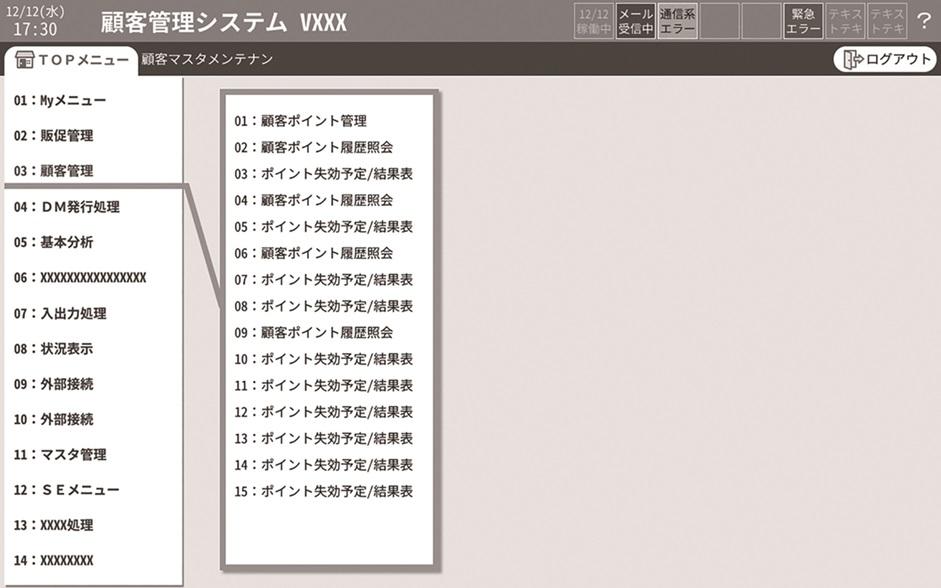 12/12(水)
17:30
顧客管理システム VXXX
12/12
稼働中
メール
受信中
通信系
エラー
緊急
エラー
テキス
トテキ
テキス
トテキ
?
TOPメニュー
顧客マスタメンテナン
ログアウト
01：Myメニュー
02：販促管理
03：顧客管理
04：DM発行処理
05：基本分析
06：XXXXXXXXXXXXXXXX
07：入出力処理
08：状況表示
09：外部接続
10：外部接続
11：マスタ管理
12：SEメニュー
13：XXXX処理
14：XXXXXXXX
01：顧客ポイント管理
02：顧客ポイント履歴照会
03：ポイント失効予定/結果表
04：顧客ポイント履歴照会
05：ポイント失効予定/結果表
06：顧客ポイント履歴照会
07：ポイント失効予定/結果表
08：ポイント失効予定/結果表
09：顧客ポイント履歴照会
10：ポイント失効予定/結果表
11：ポイント失効予定/結果表
12：ポイント失効予定/結果表
13：ポイント失効予定/結果表
14：ポイント失効予定/結果表
15：ポイント失効予定/結果表